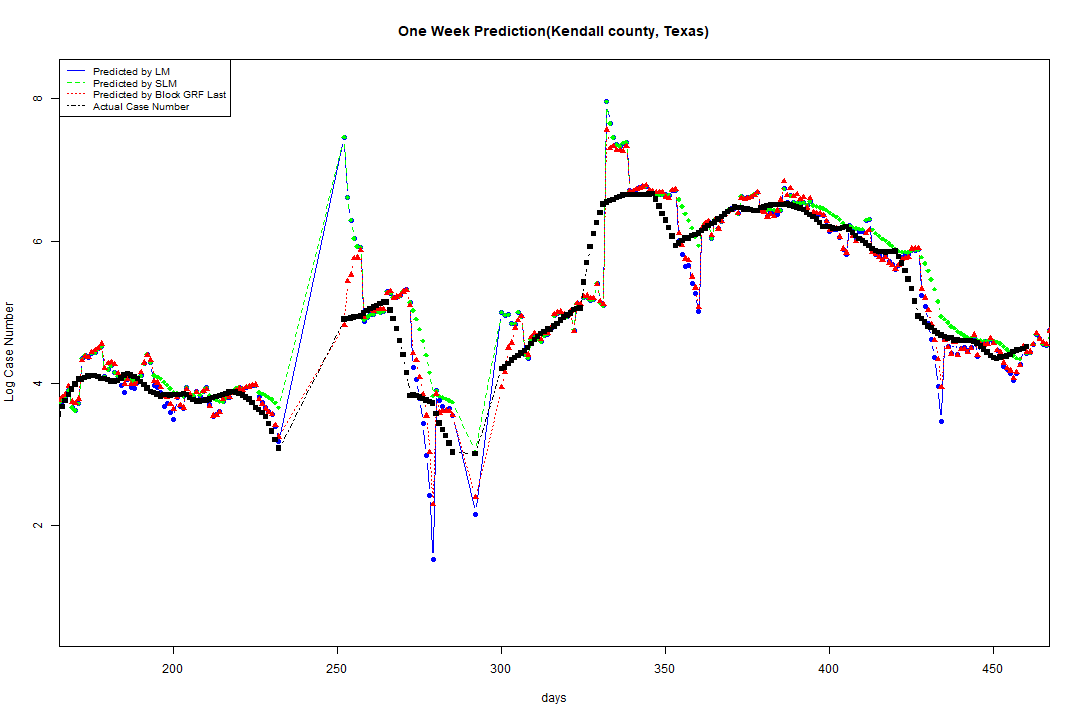 One Week Prediction(Kendall county, Texas)
Predicted by LM
Predicted by SLM
Predicted by Block GRF Last
Actual Case Number
8
6
4
2
Log Case Number
200 250 300 350 400 450
days